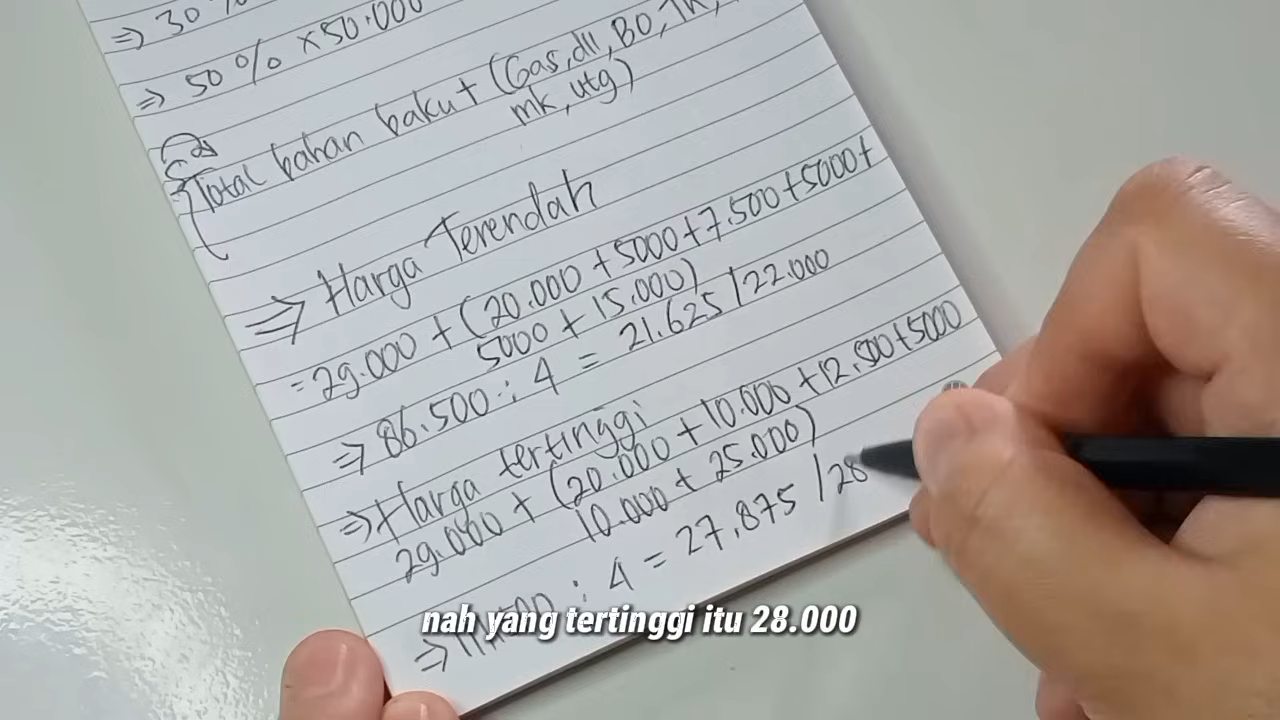 ⇒ 30%
⇒ 50% x 50.000
Total bahan baku + (Gas, dll, BO, TK,
mk, utg)
⇒ Harga Terendah
= 29.000 + (20.000 + 5000 + 7.500 + 5000 +
5000 + 15.000)
⇒ 86.500 : 4 = 21.625 / 22.000
⇒ Harga tertinggi
29.000 + (20.000 + 10.000 + 12.500 + 5000
10.000 + 25.000)
⇒ : 4 = 27.875 / 28
nah yang tertinggi itu 28.000